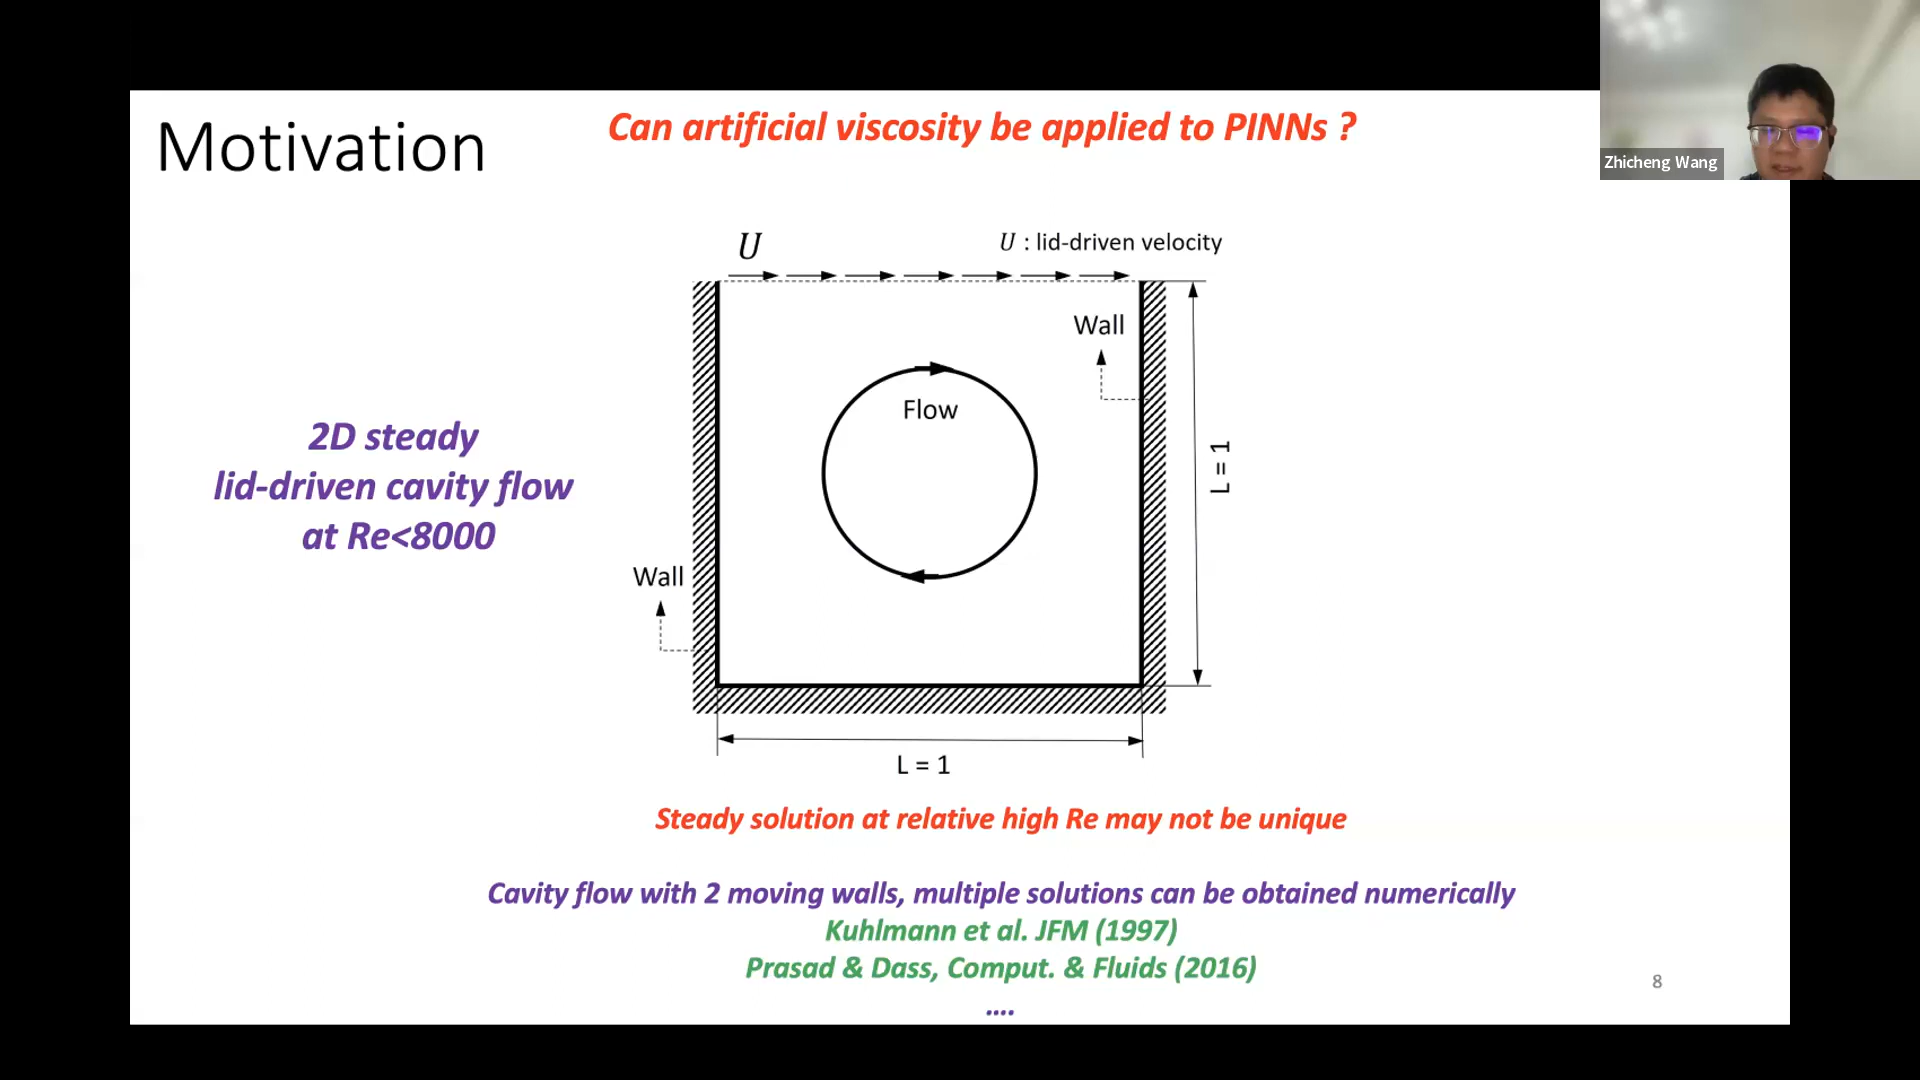 Motivation
Can artificial viscosity be applied to PINNs ?
Zhicheng Wang
U
U : lid-driven velocity
Wall
Flow
2D steady
lid-driven cavity flow
at Re<8000
L = 1
Wall
L = 1
Steady solution at relative high Re may not be unique
Cavity flow with 2 moving walls, multiple solutions can be obtained numerically
Kuhlmann et al. JFM (1997)
Prasad & Dass, Comput. & Fluids (2016)
....
8